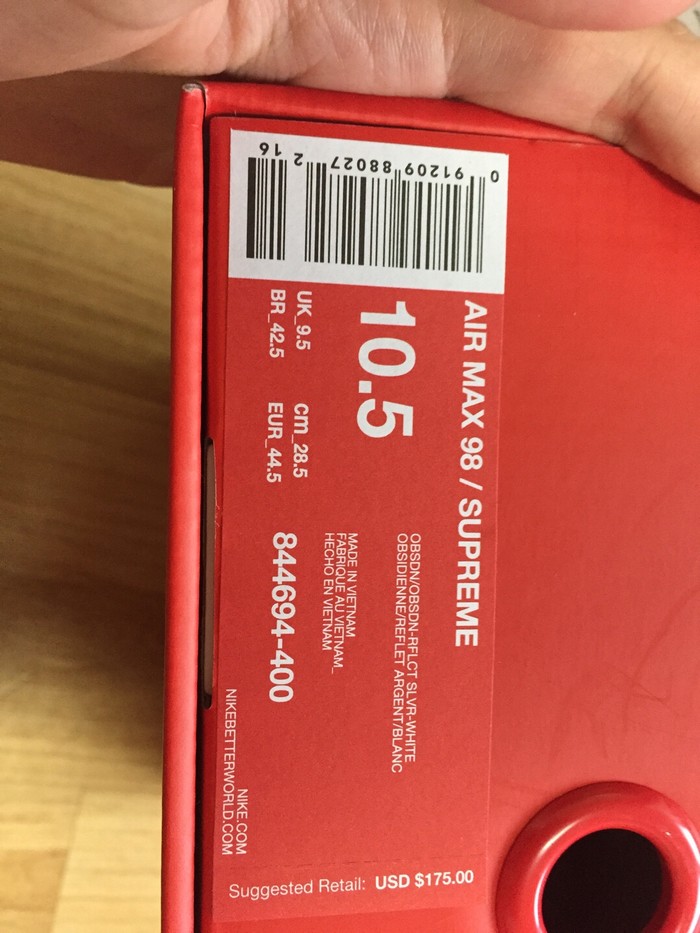 AIR MAX 98 / SUPREME
OBSDN/OBSDN-RFLCT SLVR-WHITE
OBSIDIENNE/REFLET ARGENT/BLANC
10.5
MADE IN VIETNAM
FABRIQUE AU VIETNAM_
HECHO EN VIETNAM
UK_9.5 cm_28.5
BR_42.5 EUR_44.5
844694-400
NIKE.COM
NIKEBETTERWORLD.COM
0 91209 88027 2 16
Suggested Retail: USD $175.00